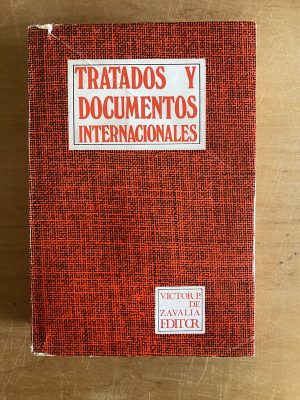 TRATADOS Y
DOCUMENTOS
INTERNACIONALES
VICTOR P.
DE
ZAVALIA
EDITOR